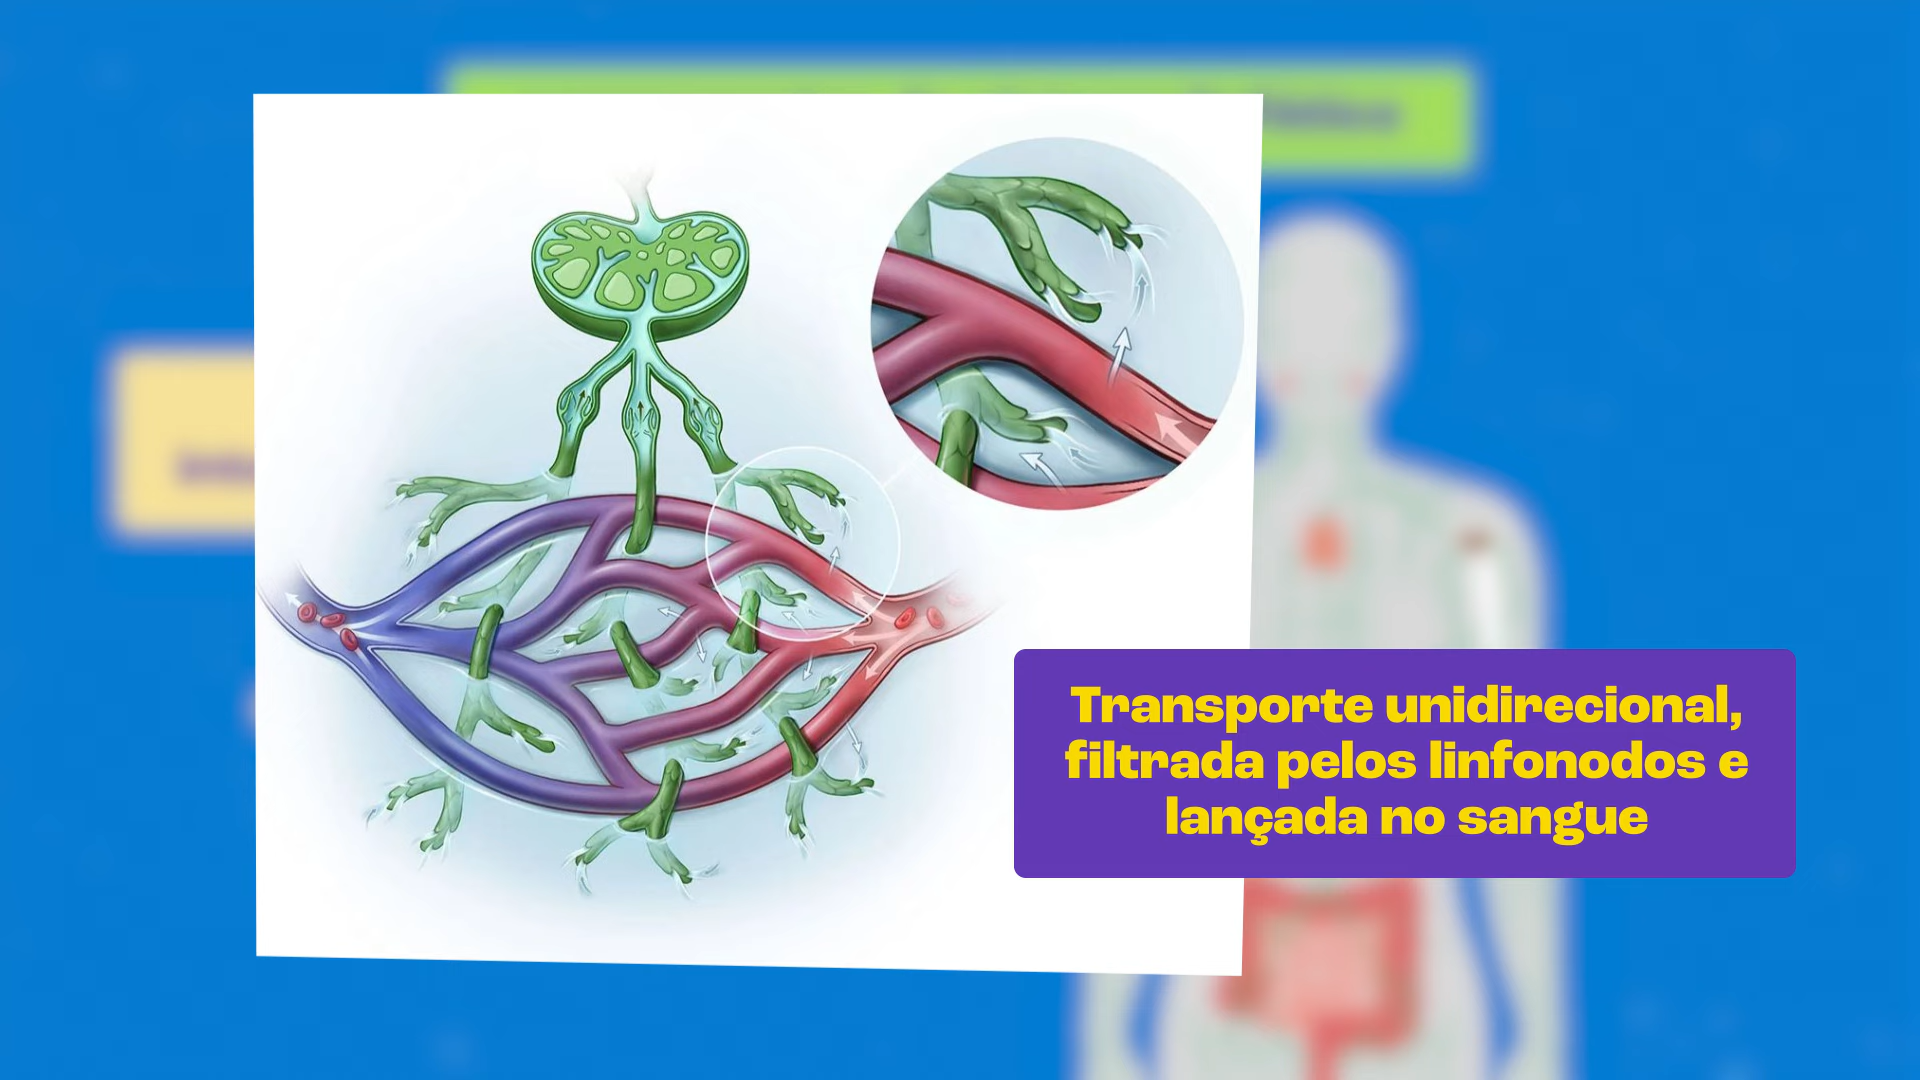 Transporte unidirecional,
filtrada pelos linfonodos e
lançada no sangue